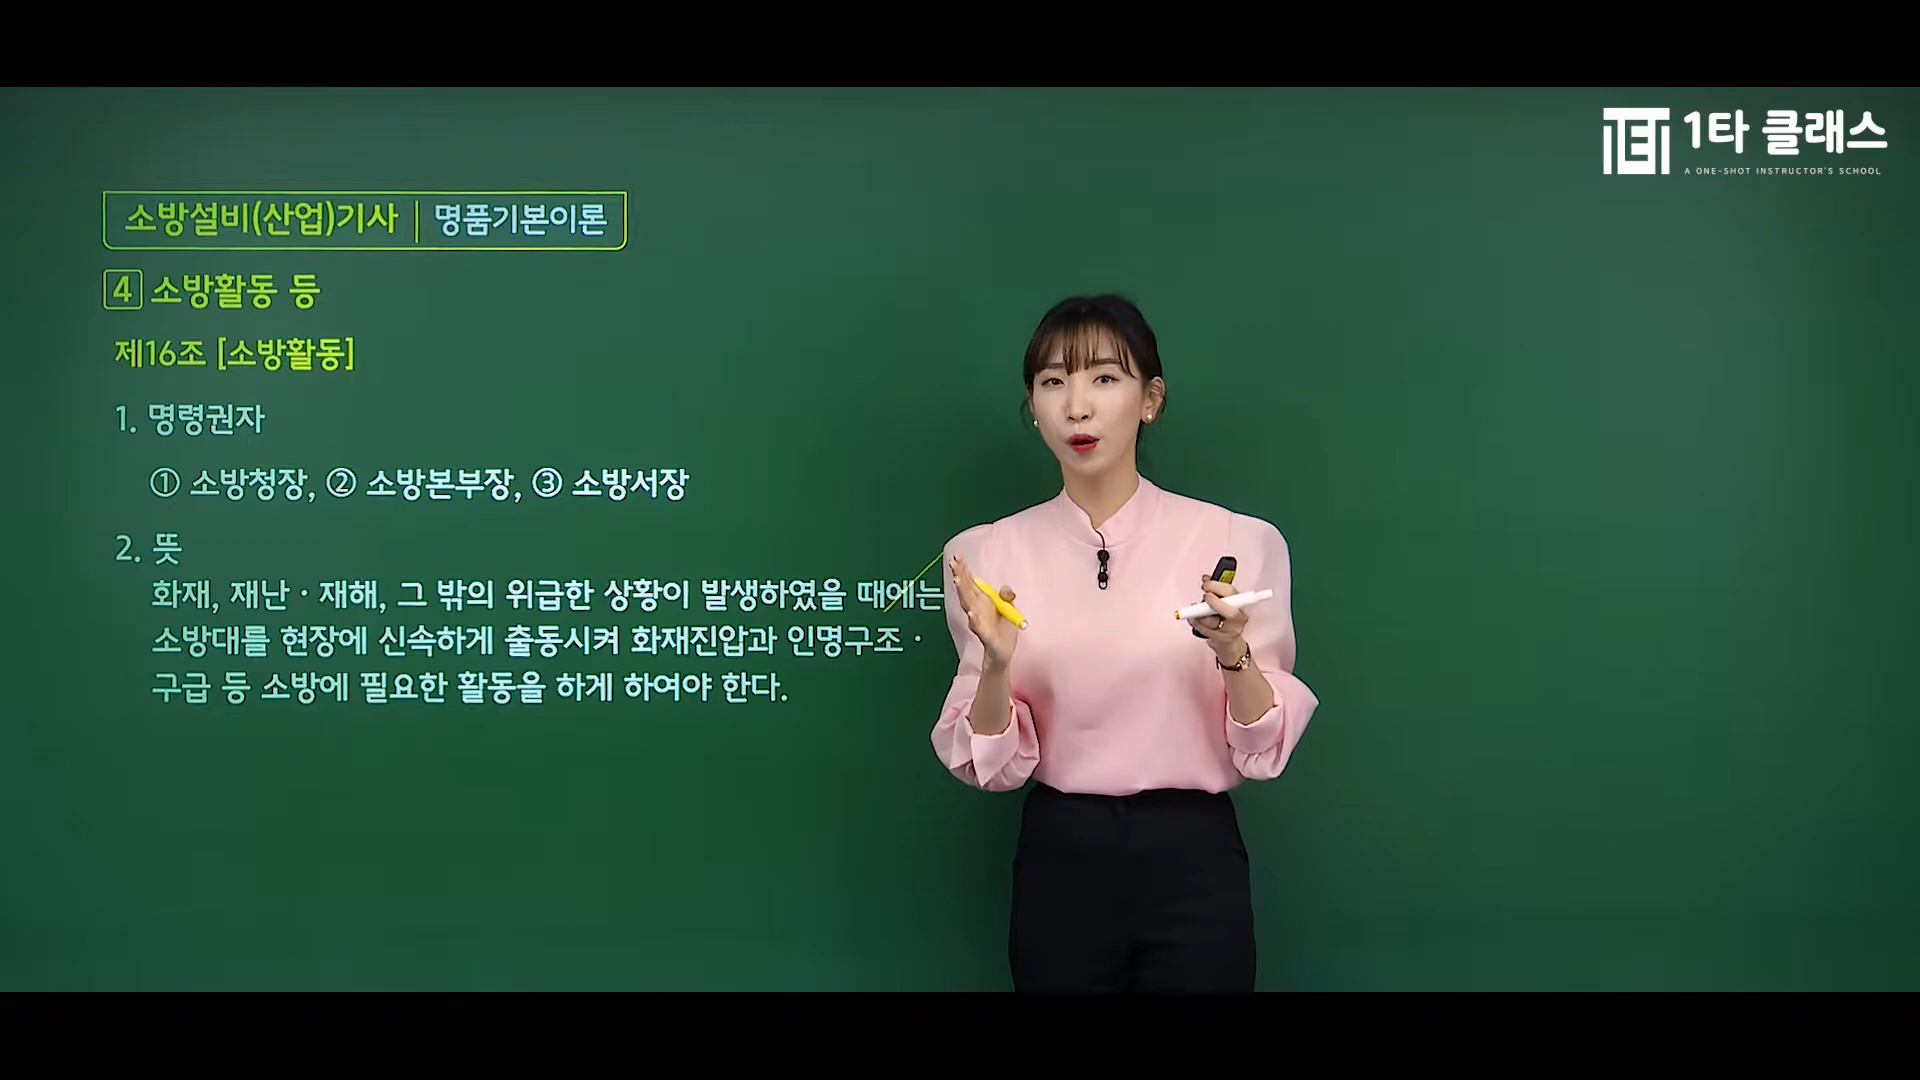 1타 클래스
A ONE-SHOT INSTRUCTOR'S SCHOOL
소방설비(산업)기사 | 명품기본이론
4 소방활동 등
제16조 [소방활동]
1. 명령권자
① 소방청장, ② 소방본부장, ③ 소방서장
2. 뜻
화재, 재난 · 재해, 그 밖의 위급한 상황이 발생하였을 때에는
소방대를 현장에 신속하게 출동시켜 화재진압과 인명구조 ·
구급 등 소방에 필요한 활동을 하게 하여야 한다.